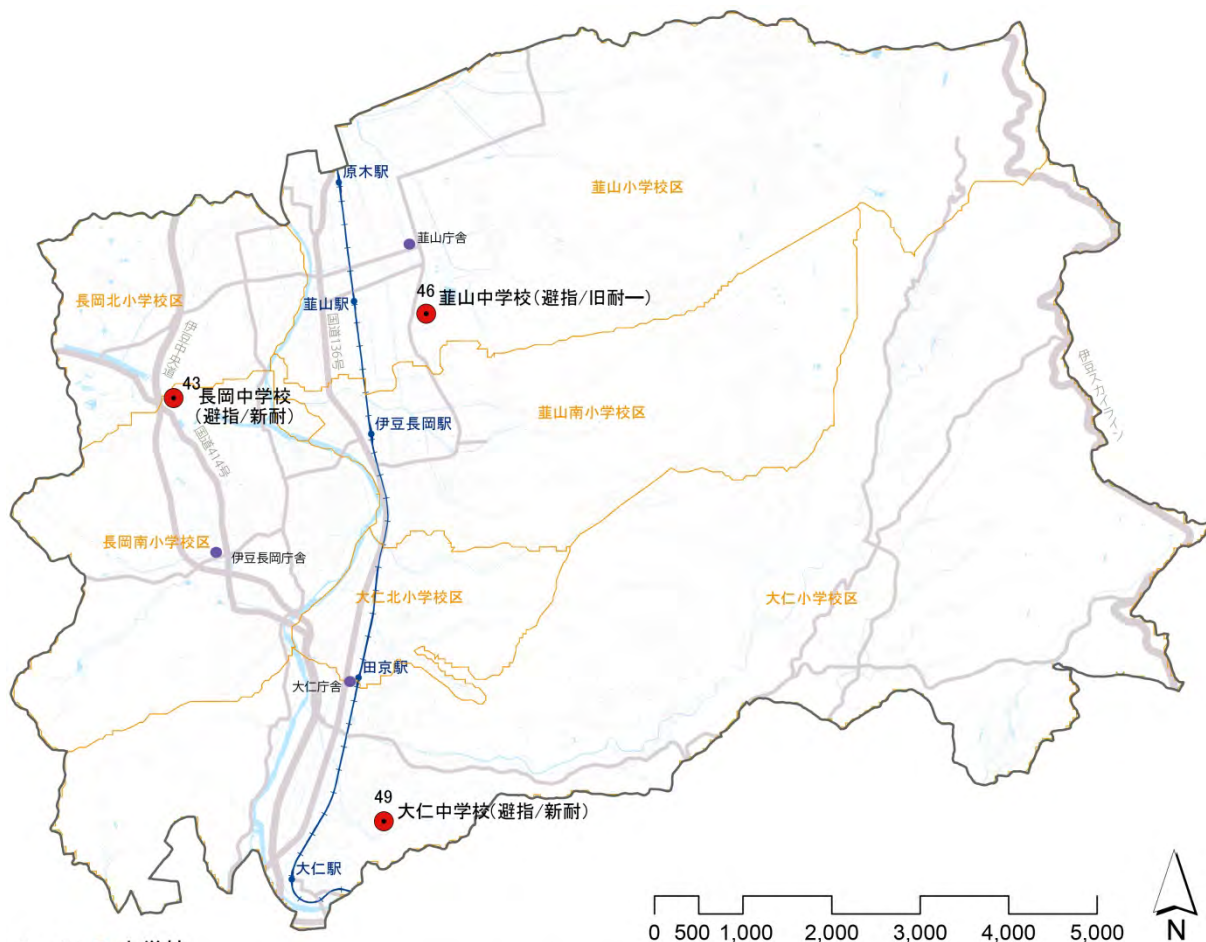 原木駅
韮山小学校区
韮山庁舎
46
韮山中学校(避指/旧耐一)
韮山駅
長岡北小学校区
伊豆中央道
国道136号
43
長岡中学校
(避指/新耐)
伊豆長岡駅
韮山南小学校区
伊豆スカイライン
国道414号
長岡南小学校区
伊豆長岡庁舎
大仁北小学校区
大仁小学校区
田京駅
大仁庁舎
49
大仁中学校(避指/新耐)
大仁駅
0 500 1,000 2,000 3,000 4,000 5,000
N